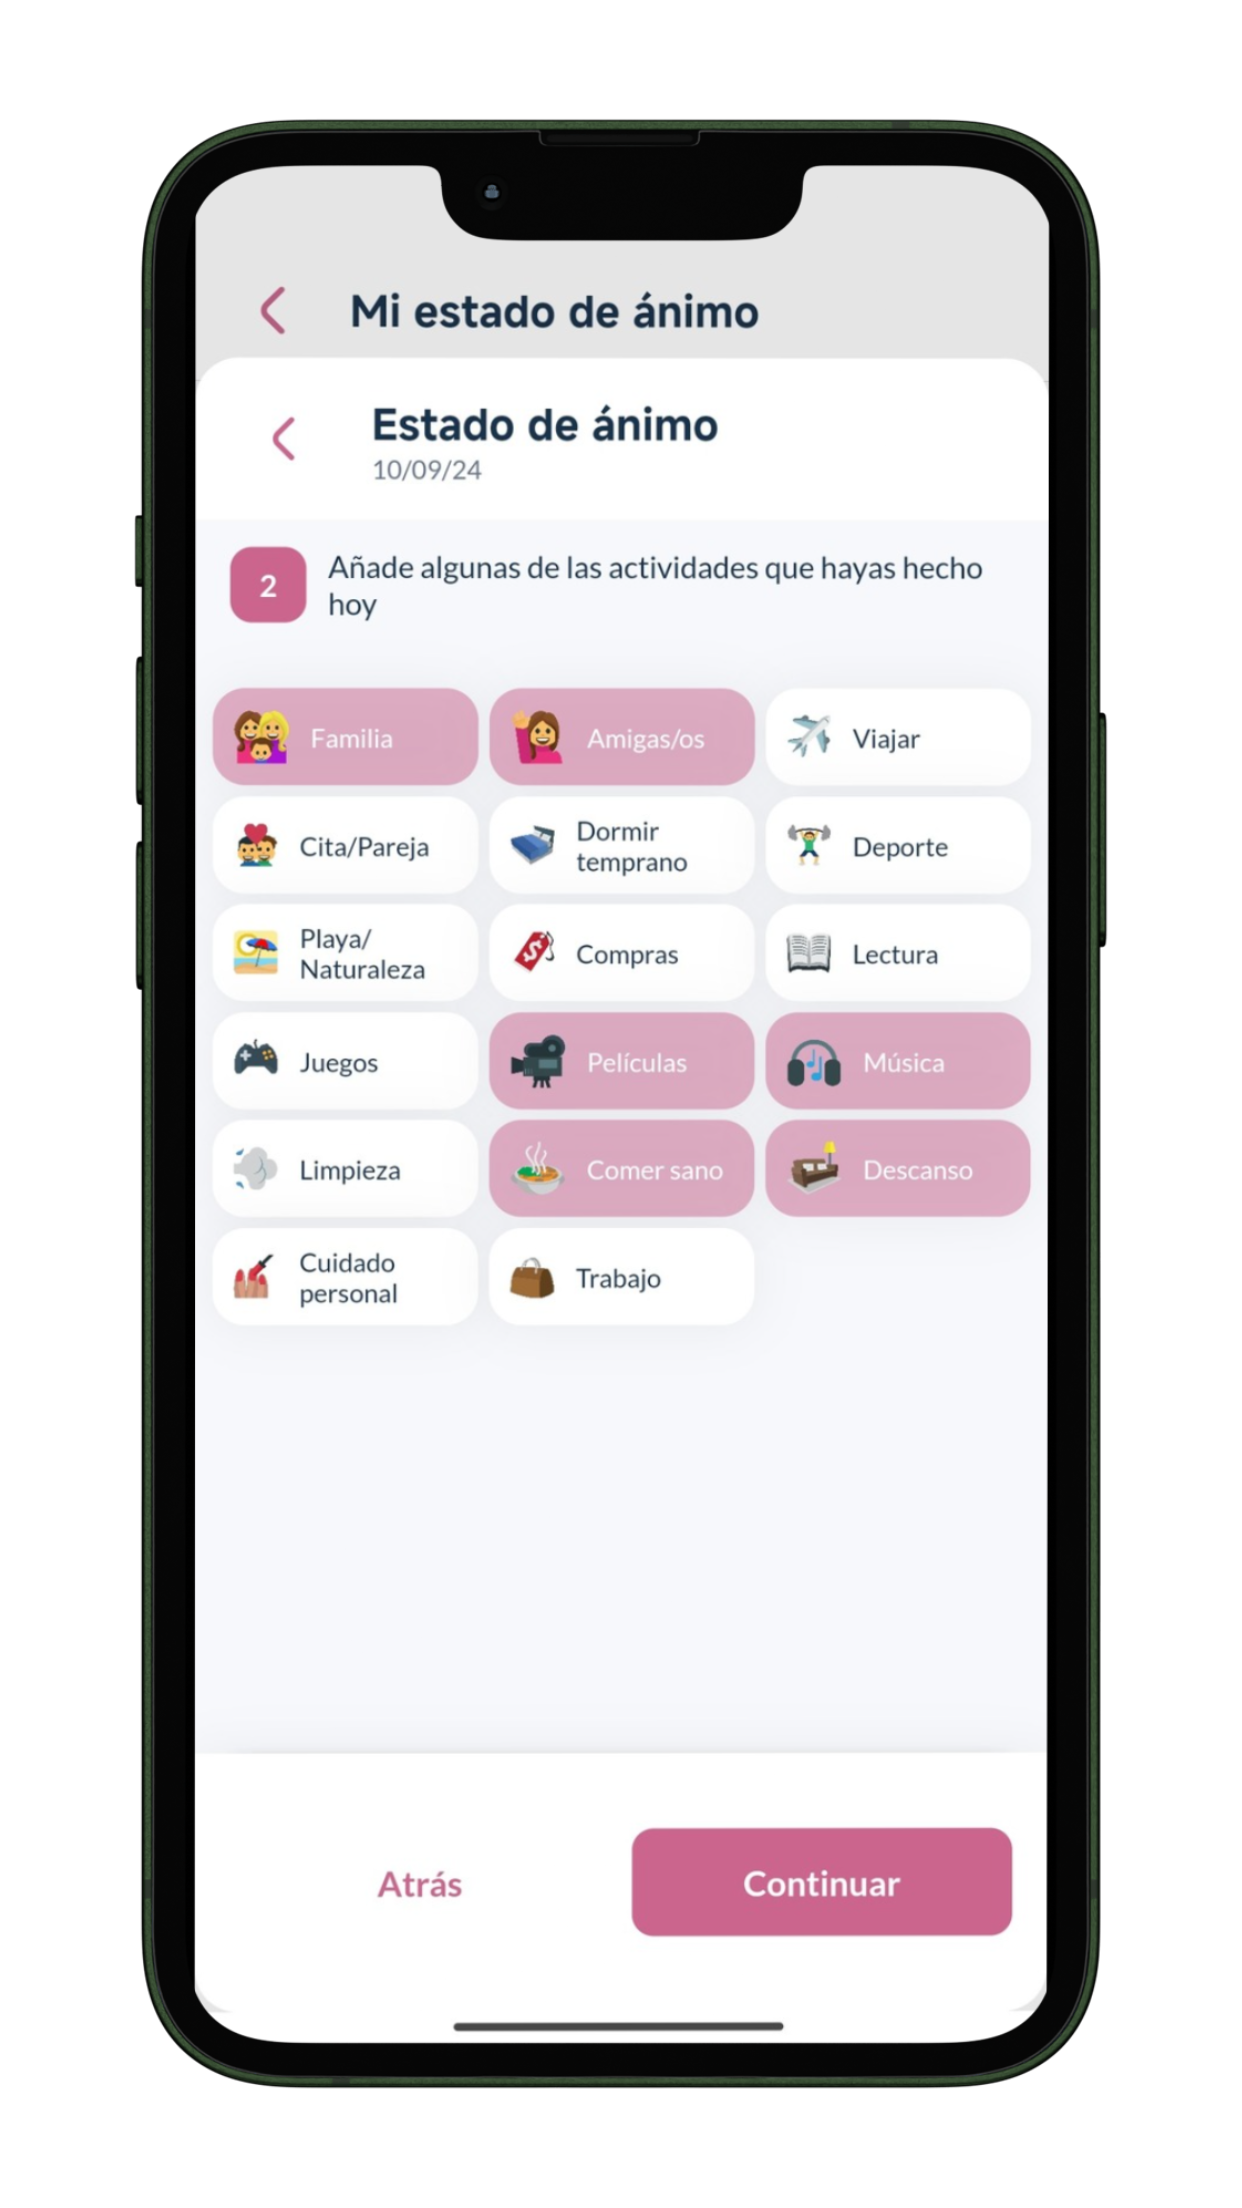 Mi estado de ánimo
Estado de ánimo
10/09/24
2
Añade algunas de las actividades que hayas hecho
hoy
Familia
Amigas/os
Viajar
Cita/Pareja
Dormir
temprano
Deporte
Playa/
Naturaleza
Compras
Lectura
Juegos
Películas
Música
Limpieza
Comer sano
Descanso
Cuidado
personal
Trabajo
Atrás
Continuar